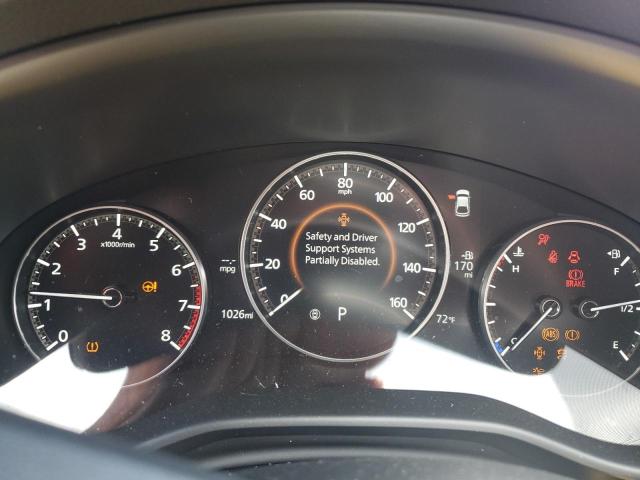 4
x1000r/min
3 5
2 6
1 7
0 8
-.-
mpg
1026mi
80
mph
60 100
40 120
20 140
0 160
Safety and Driver
Support Systems
Partially Disabled.
P
170
mi
72°F
H
C
BRAKE
ABS
F
1/2
E